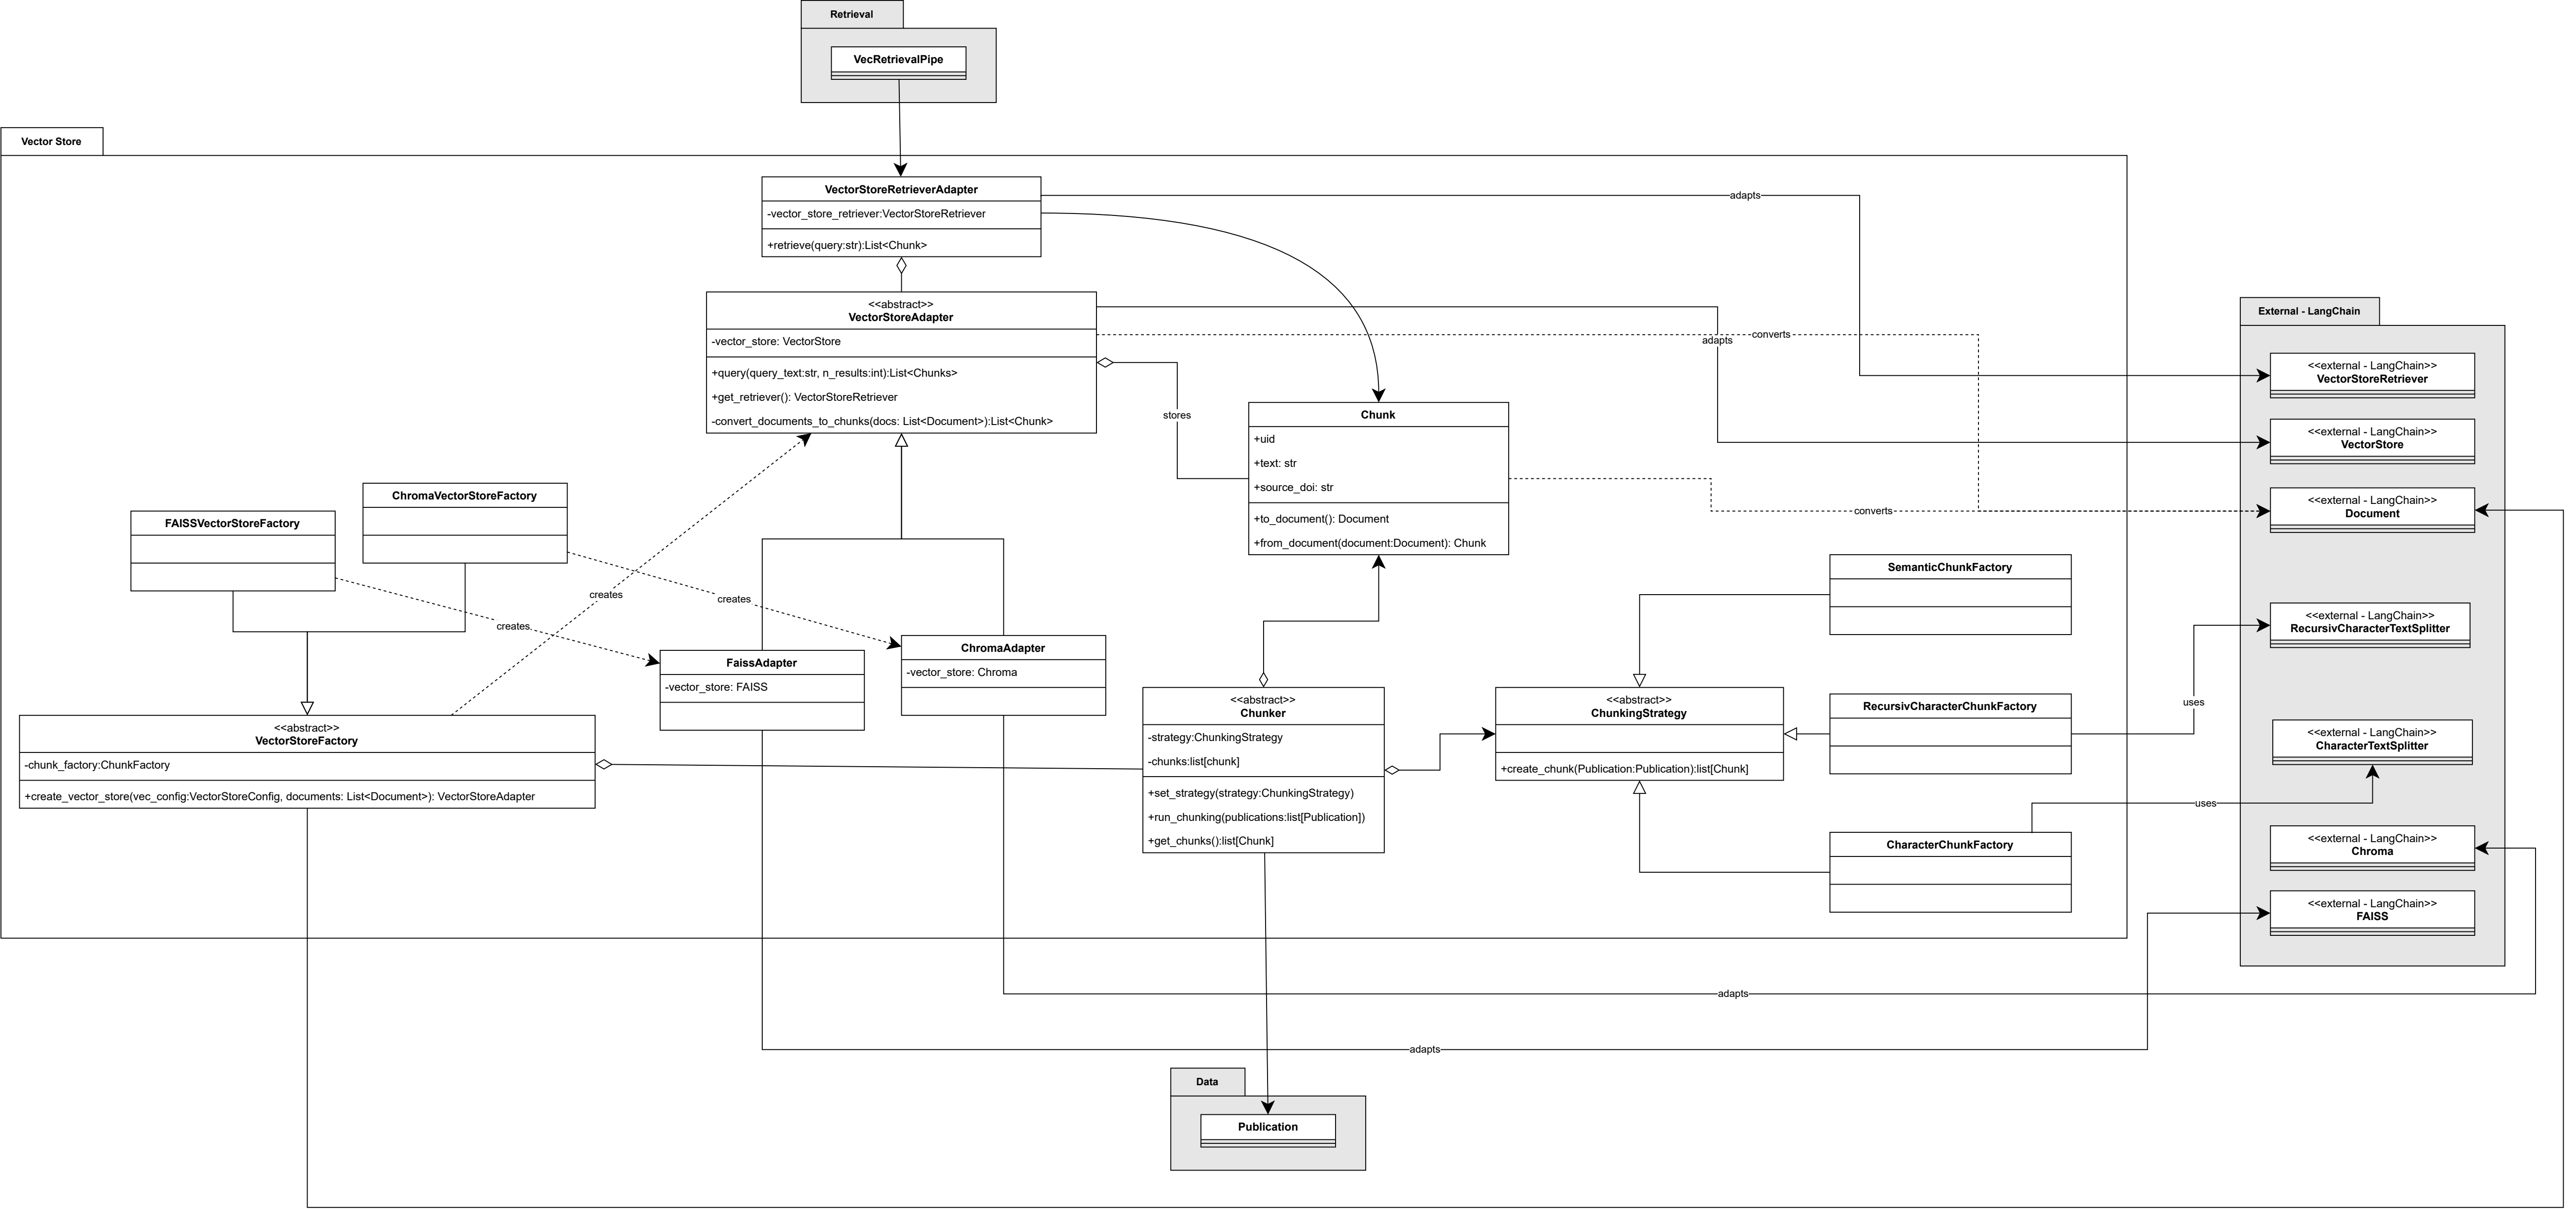 Retrieval
VecRetrievalPipe
Vector Store
VectorStoreRetrieverAdapter
-vector_store_retriever:VectorStoreRetriever
+retrieve(query:str):List<Chunk>
adapts
<<abstract>>
VectorStoreAdapter
-vector_store: VectorStore
+query(query_text:str, n_results:int):List<Chunks>
+get_retriever(): VectorStoreRetriever
-convert_documents_to_chunks(docs: List<Document>):List<Chunk>
adapts
converts
stores
Chunk
+uid
+text: str
+source_doi: str
+to_document(): Document
+from_document(document:Document): Chunk
converts
External - LangChain
<<external - LangChain>>
VectorStoreRetriever
<<external - LangChain>>
VectorStore
<<external - LangChain>>
Document
<<external - LangChain>>
RecursivCharacterTextSplitter
<<external - LangChain>>
CharacterTextSplitter
<<external - LangChain>>
Chroma
<<external - LangChain>>
FAISS
ChromaVectorStoreFactory
FAISSVectorStoreFactory
creates
creates
creates
FaissAdapter
-vector_store: FAISS
ChromaAdapter
-vector_store: Chroma
<<abstract>>
VectorStoreFactory
-chunk_factory:ChunkFactory
+create_vector_store(vec_config:VectorStoreConfig, documents: List<Document>): VectorStoreAdapter
<<abstract>>
Chunker
-strategy:ChunkingStrategy
-chunks:list[chunk]
+set_strategy(strategy:ChunkingStrategy)
+run_chunking(publications:list[Publication])
+get_chunks():list[Chunk]
<<abstract>>
ChunkingStrategy
+create_chunk(Publication:Publication):list[Chunk]
SemanticChunkFactory
RecursivCharacterChunkFactory
CharacterChunkFactory
uses
uses
adapts
adapts
Data
Publication